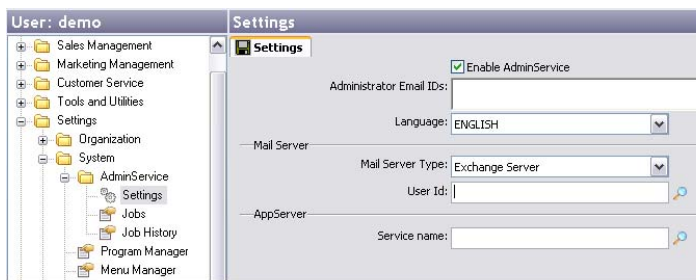 User: demo
Sales Management
Marketing Management
Customer Service
Tools and Utilities
Settings
Organization
System
AdminService
Settings
Jobs
Job History
Program Manager
Menu Manager
Settings
Settings
Enable AdminService
Administrator Email IDs:
Language: ENGLISH
Mail Server
Mail Server Type: Exchange Server
User Id:
AppServer
Service name: